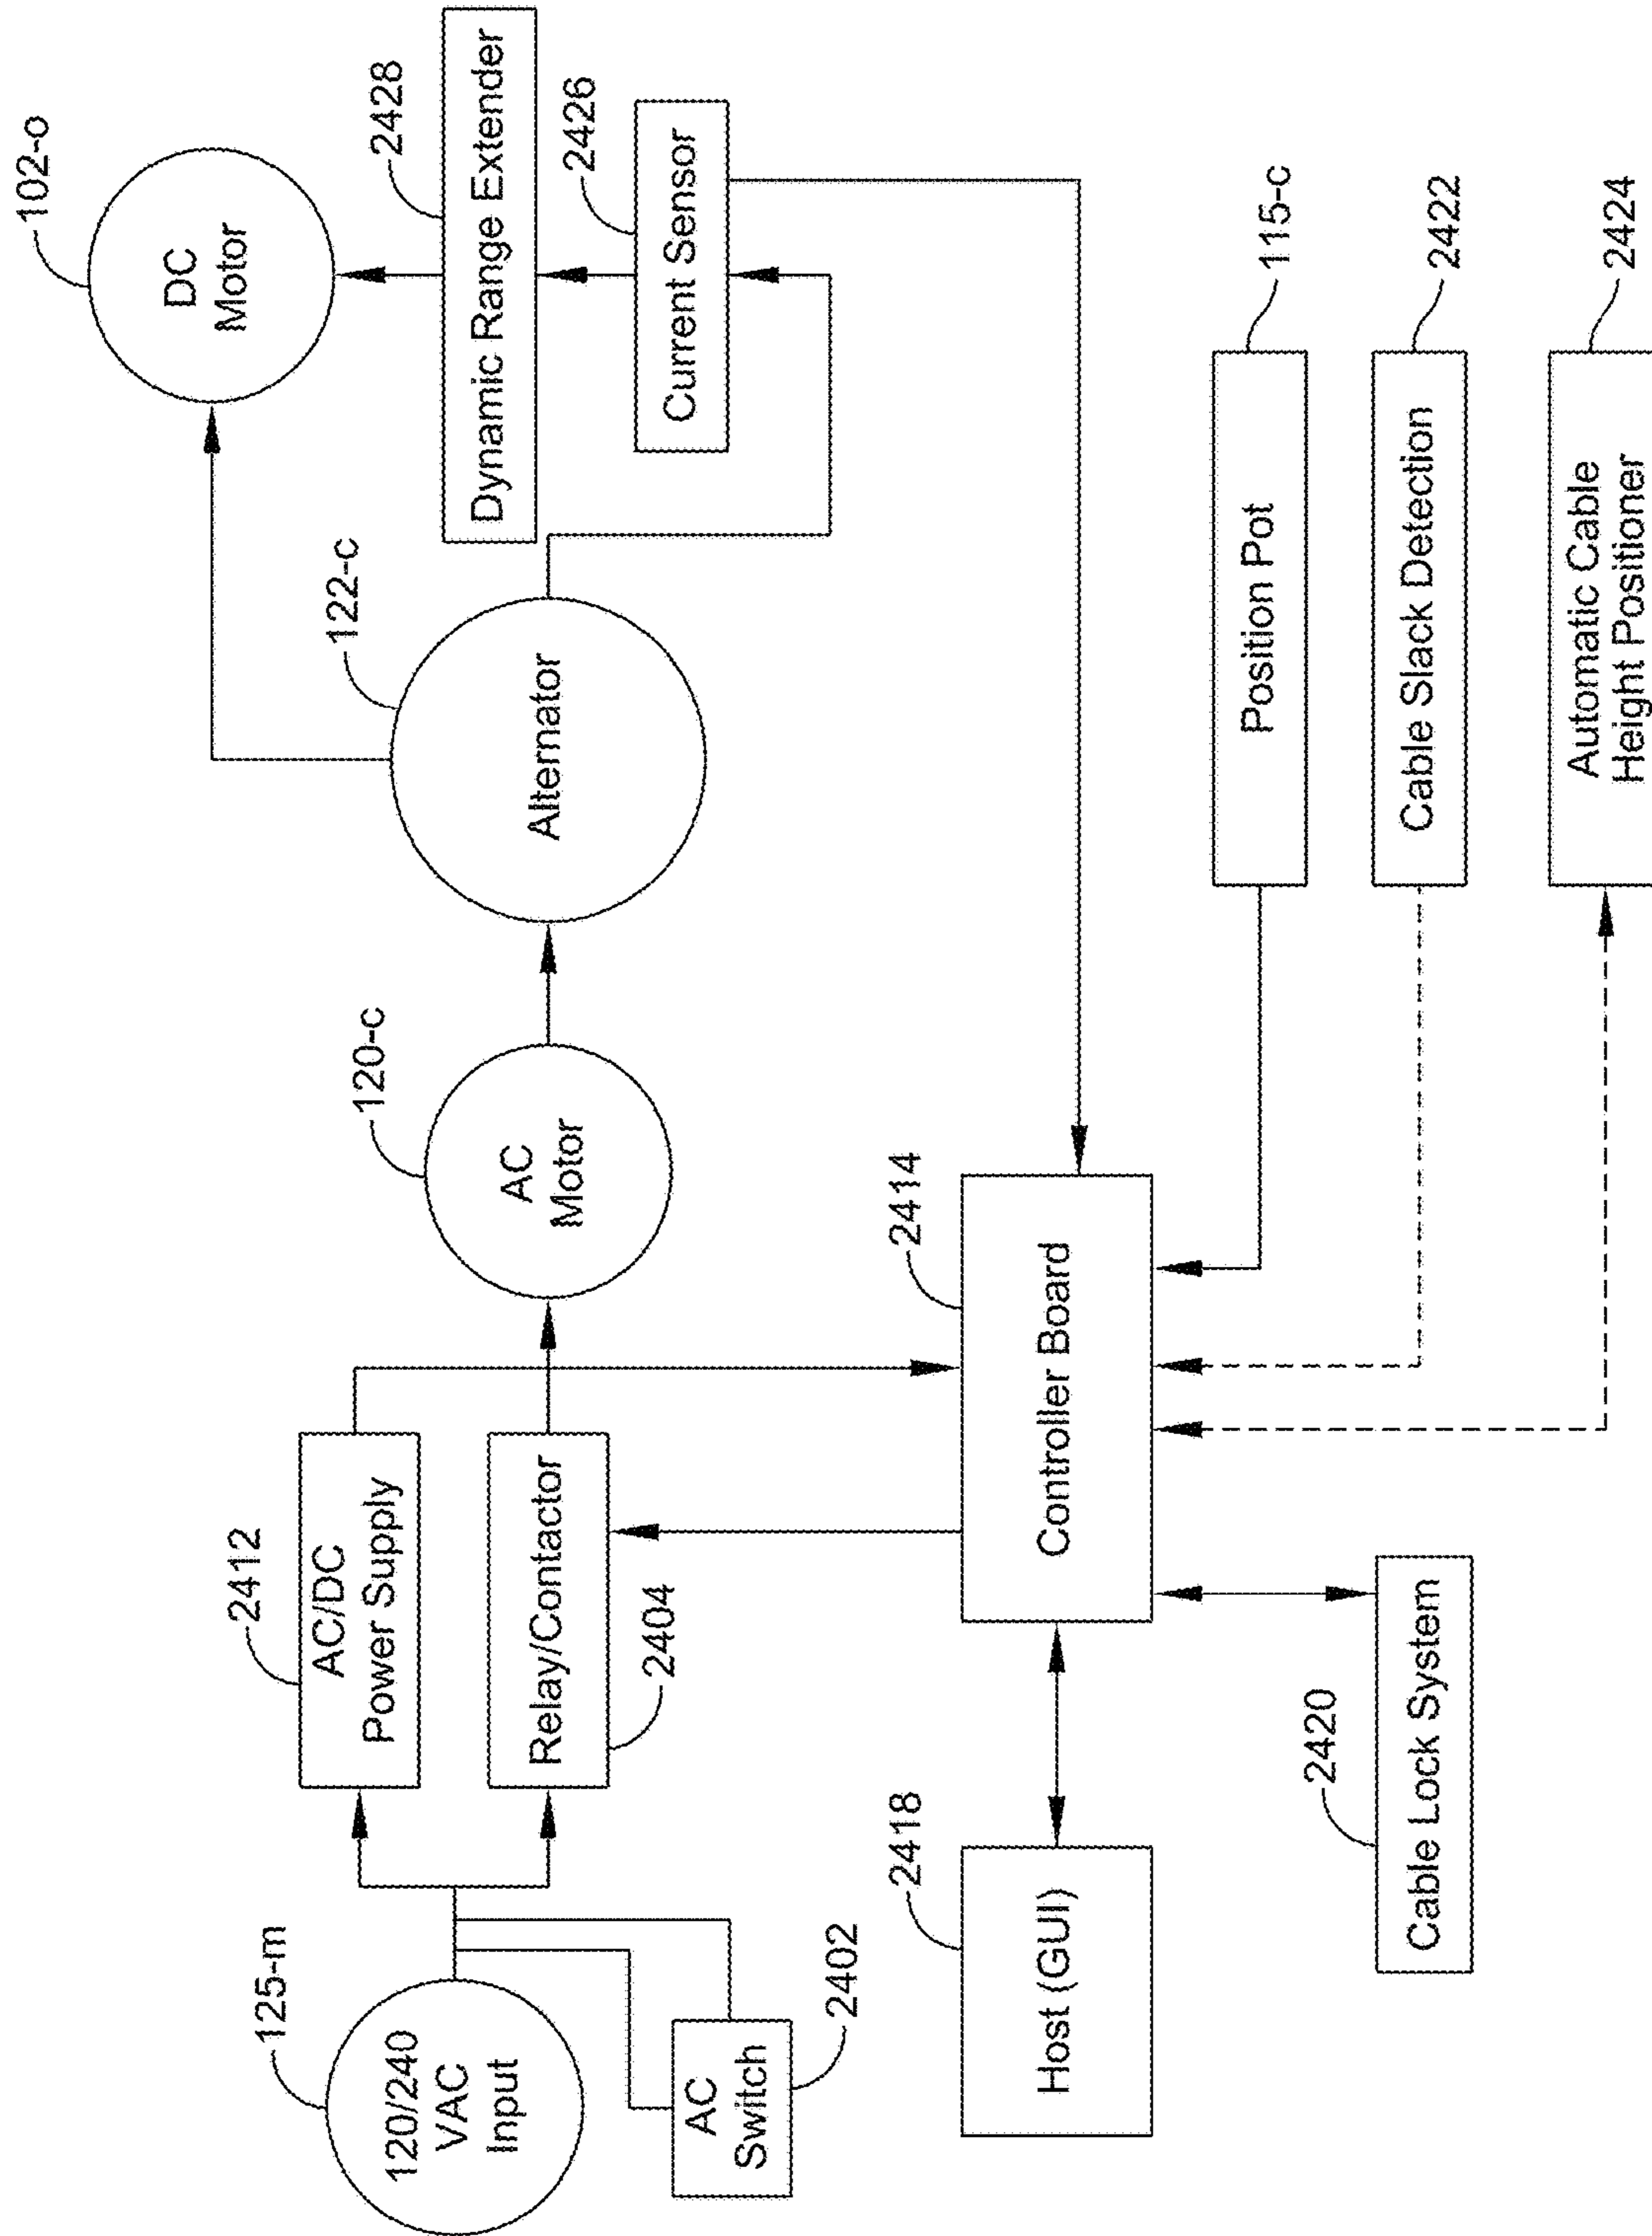 102-o
DC
Motor
2428
Dynamic Range Extender
2426
Current Sensor
122-c
Alternator
120-c
AC
Motor
2412
AC/DC
Power Supply
Relay/Contactor
2404
125-m
120/240
VAC
Input
AC
Switch
2402
2414
Controller Board
2418
Host (GUI)
2420
Cable Lock System
115-c
Position Pot
2422
Cable Slack Detection
2424
Automatic Cable
Height Positioner